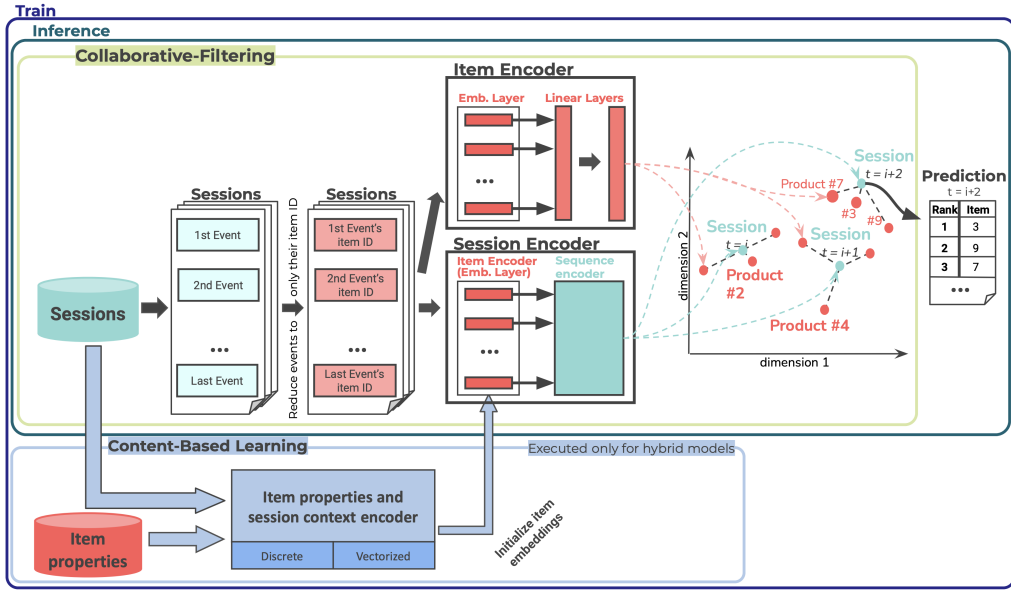 Train
Inference
Collaborative-Filtering
Item Encoder
Emb. Layer
Linear Layers
...
Sessions
1st Event
2nd Event
...
Last Event
Reduce events to only their item ID
Sessions
1st Event's
item ID
2nd Event's
item ID
...
Last Event's
item ID
Session Encoder
Item Encoder
(Emb. Layer)
Sequence
encoder
...
Sessions
dimension 2
dimension 1
Session
t = i+2
Product #7
#3
#9
Session
t = i
Product
#2
Session
t = i+1
Product #4
Prediction
t = i+2
Rank Item
1 3
2 9
3 7
...
Content-Based Learning
Executed only for hybrid models
Item properties and
session context encoder
Discrete
Vectorized
Item
properties
Initialize item
embeddings